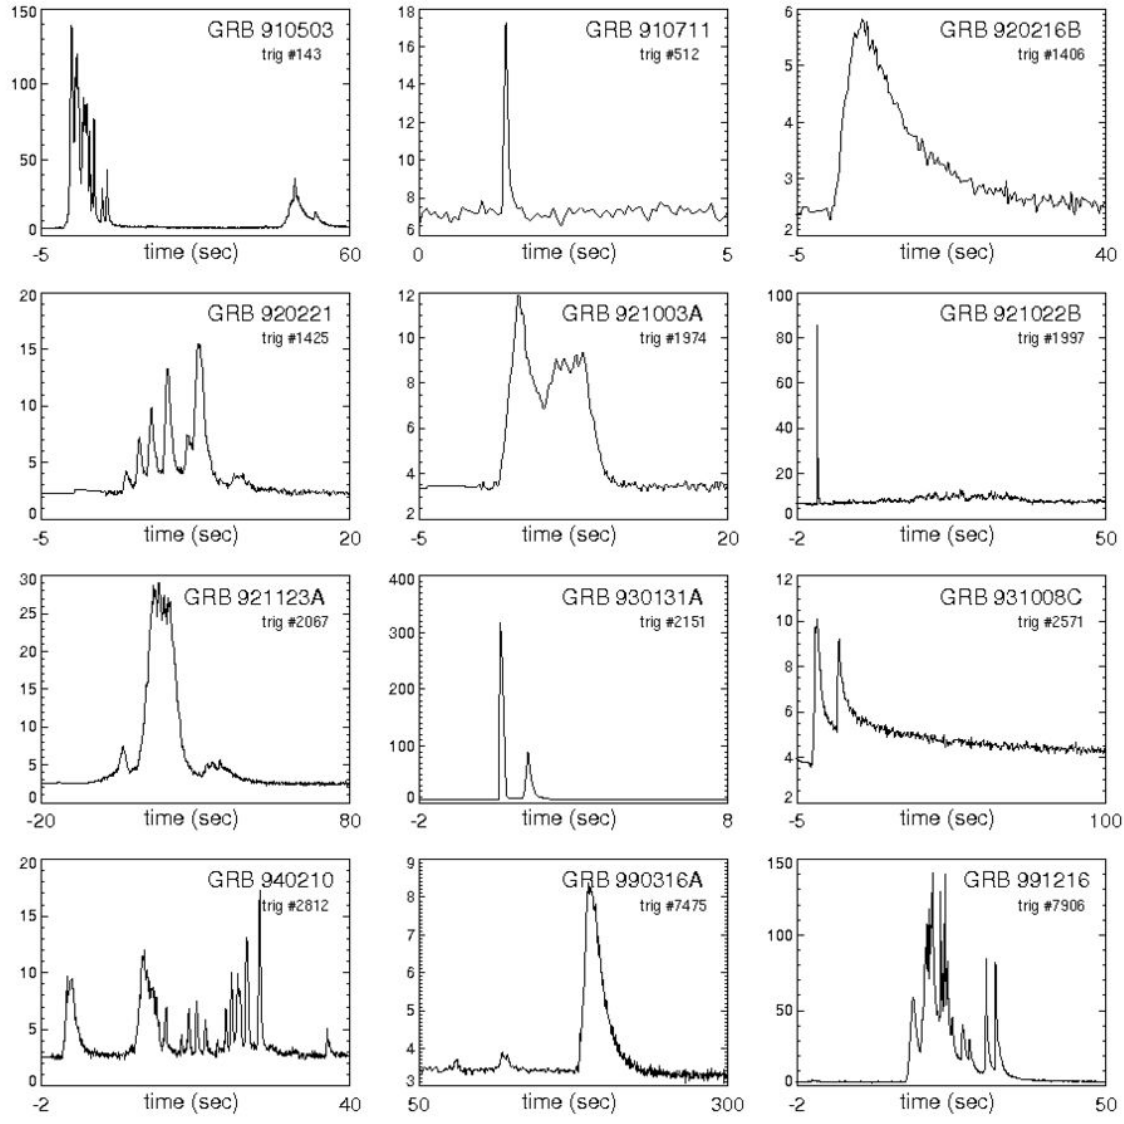 GRB 910503
trig #143
150
100
50
0
-5
time (sec)
60
GRB 910711
trig #512
18
16
14
12
10
8
6
0
time (sec)
5
GRB 920216B
trig #1406
6
5
4
3
2
-5
time (sec)
40
GRB 920221
trig #1425
20
15
10
5
0
-5
time (sec)
20
GRB 921003A
trig #1974
12
10
8
6
4
2
-5
time (sec)
20
GRB 921022B
trig #1997
100
80
60
40
20
0
-2
time (sec)
50
GRB 921123A
trig #2067
30
25
20
15
10
5
0
-20
time (sec)
80
GRB 930131A
trig #2151
400
300
200
100
0
-2
time (sec)
8
GRB 931008C
trig #2571
12
10
8
6
4
2
-5
time (sec)
100
GRB 940210
trig #2812
20
15
10
5
0
-2
time (sec)
40
GRB 990316A
trig #7475
9
8
7
6
5
4
3
50
time (sec)
300
GRB 991216
trig #7906
150
100
50
0
-2
time (sec)
50